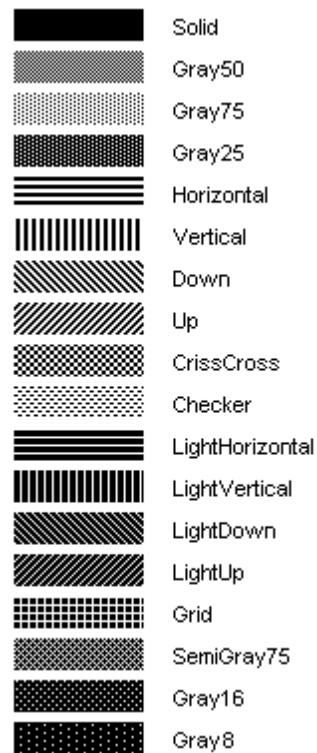 Solid
Gray50
Gray75
Gray25
Horizontal
Vertical
Down
Up
CrissCross
Checker
LightHorizontal
LightVertical
LightDown
LightUp
Grid
SemiGray75
Gray16
Gray8